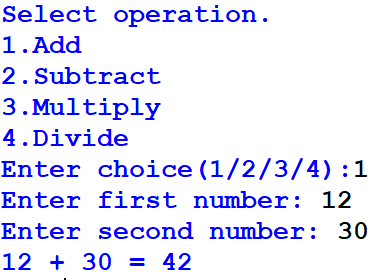 Select operation.
1.Add
2.Subtract
3.Multiply
4.Divide
Enter choice(1/2/3/4):1
Enter first number: 12
Enter second number: 30
12 + 30 = 42